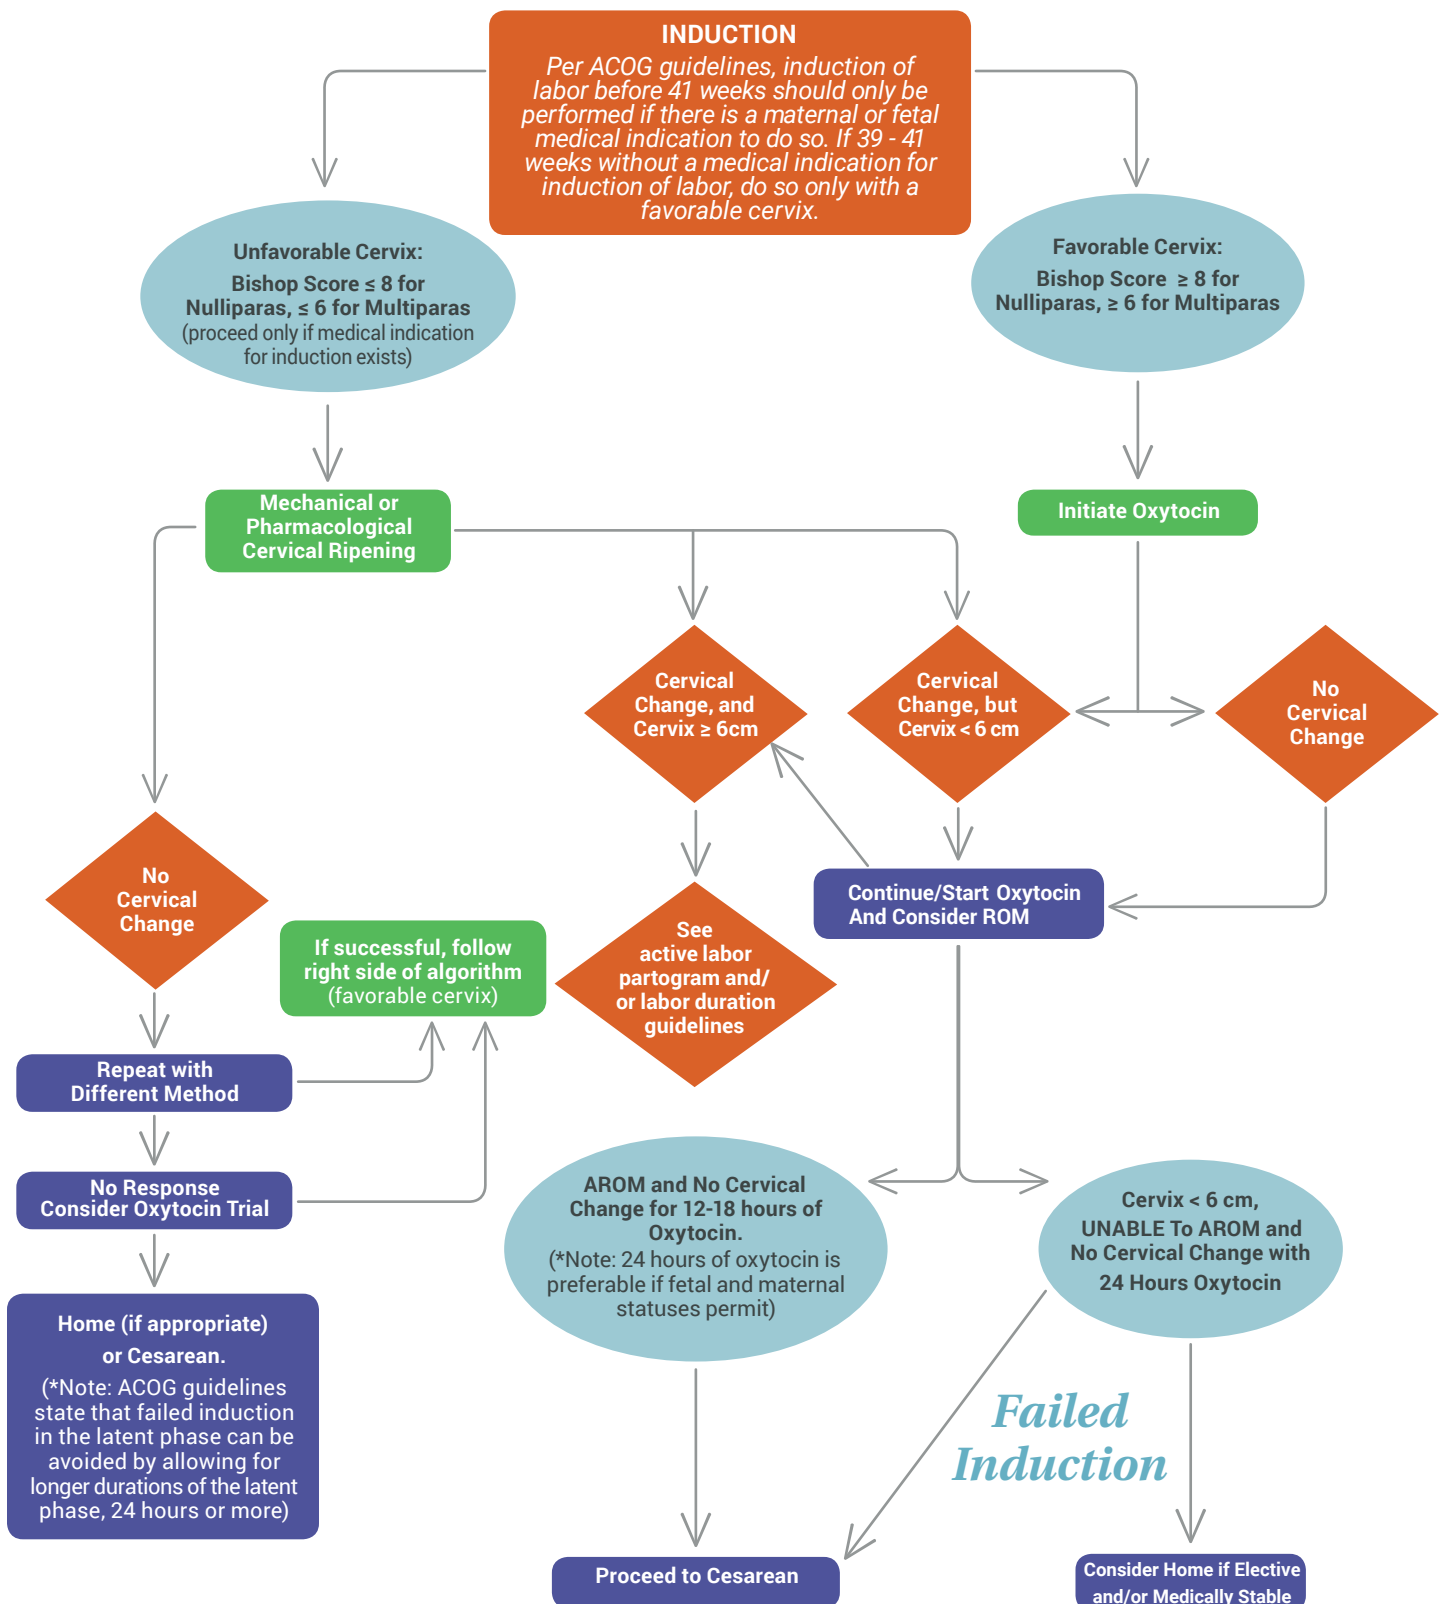 INDUCTION
Per ACOG guidelines, induction of
labor before 41 weeks should only be
performed if there is a maternal or fetal
medical indication to do so. If 39 - 41
weeks without a medical indication for
induction of labor, do so only with a
favorable cervix.
Unfavorable Cervix:
Bishop Score ≤ 8 for
Nulliparas, ≤ 6 for Multiparas
(proceed only if medical indication
for induction exists)
Favorable Cervix:
Bishop Score ≥ 8 for
Nulliparas, ≥ 6 for Multiparas
Mechanical or
Pharmacological
Cervical Ripening
Initiate Oxytocin
Cervical
Change, and
Cervix ≥ 6cm
Cervical
Change, but
Cervix < 6 cm
No
Cervical
Change
No
Cervical
Change
Continue/Start Oxytocin
And Consider ROM
If successful, follow
right side of algorithm
(favorable cervix)
See
active labor
partogram and/
or labor duration
guidelines
Repeat with
Different Method
No Response
Consider Oxytocin Trial
AROM and No Cervical
Change for 12-18 hours of
Oxytocin.
(*Note: 24 hours of oxytocin is
preferable if fetal and maternal
statuses permit)
Cervix < 6 cm,
UNABLE To AROM and
No Cervical Change with
24 Hours Oxytocin
Home (if appropriate)
or Cesarean.
(*Note: ACOG guidelines
state that failed induction
in the latent phase can be
avoided by allowing for
longer durations of the latent
phase, 24 hours or more)
Failed
Induction
Proceed to Cesarean
Consider Home if Elective
and/or Medically Stable